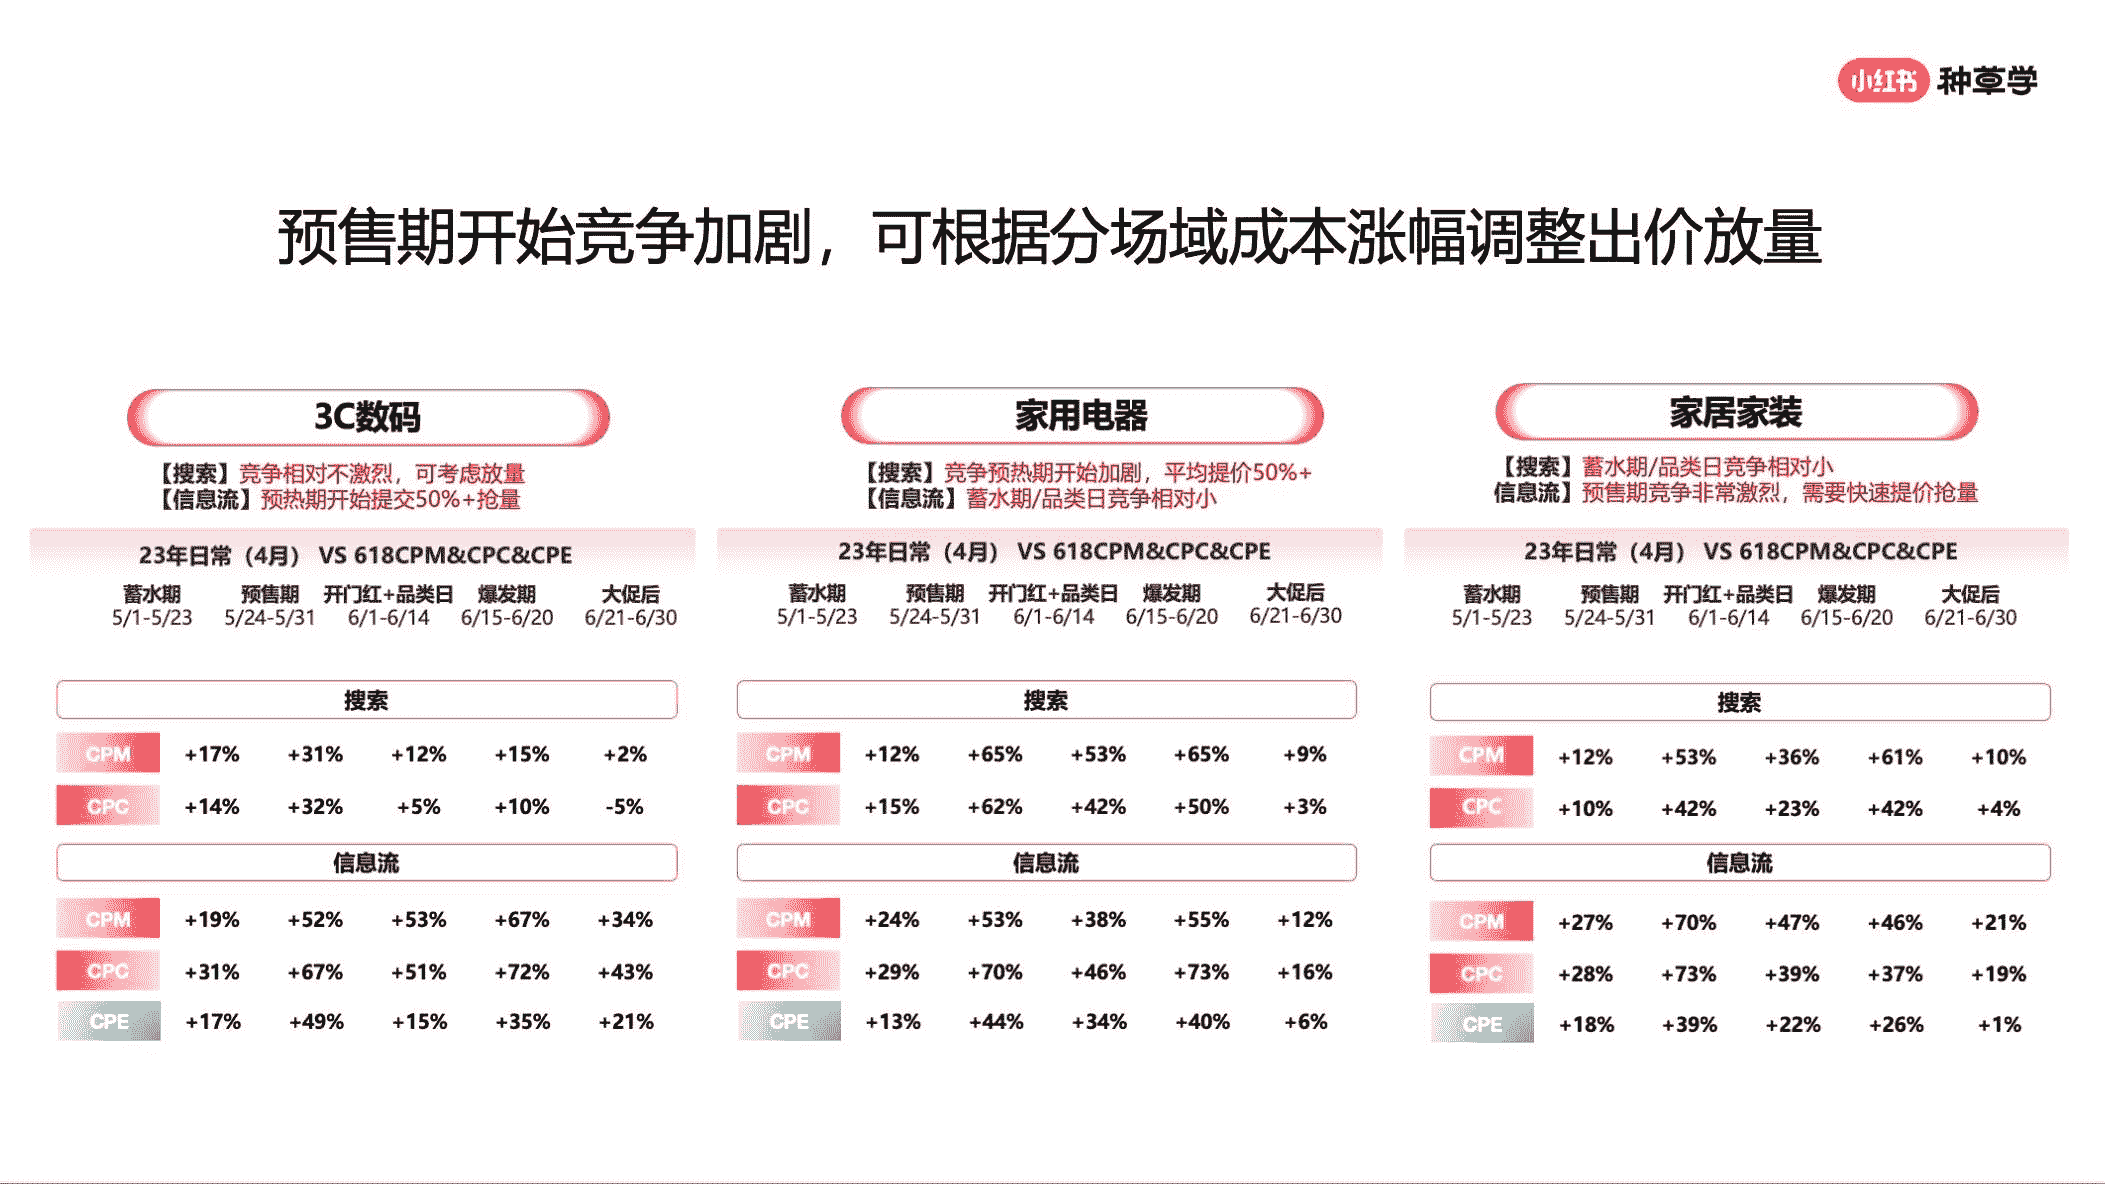 小红书 种草学
预售期开始竞争加剧，可根据分场域成本涨幅调整出价放量
3C数码
【搜索】竞争相对不激烈，可考虑放量
【信息流】预热期开始提交50%+抢量
23年日常（4月） VS 618CPM&CPC&CPE
蓄水期 预售期 开门红+品类日 爆发期 大促后
5/1-5/23 5/24-5/31 6/1-6/14 6/15-6/20 6/21-6/30
搜索
CPM +17% +31% +12% +15% +2%
CPC +14% +32% +5% +10% -5%
信息流
CPM +19% +52% +53% +67% +34%
CPC +31% +67% +51% +72% +43%
CPE +17% +49% +15% +35% +21%
家用电器
【搜索】竞争预热期开始加剧，平均提价50%+
【信息流】蓄水期/品类日竞争相对小
23年日常（4月） VS 618CPM&CPC&CPE
蓄水期 预售期 开门红+品类日 爆发期 大促后
5/1-5/23 5/24-5/31 6/1-6/14 6/15-6/20 6/21-6/30
搜索
CPM +12% +65% +53% +65% +9%
CPC +15% +62% +42% +50% +3%
信息流
CPM +24% +53% +38% +55% +12%
CPC +29% +70% +46% +73% +16%
CPE +13% +44% +34% +40% +6%
家居家装
【搜索】蓄水期/品类日竞争相对小
信息流】预售期竞争非常激烈，需要快速提价抢量
23年日常（4月） VS 618CPM&CPC&CPE
蓄水期 预售期 开门红+品类日 爆发期 大促后
5/1-5/23 5/24-5/31 6/1-6/14 6/15-6/20 6/21-6/30
搜索
CPM +12% +53% +36% +61% +10%
CPC +10% +42% +23% +42% +4%
信息流
CPM +27% +70% +47% +46% +21%
CPC +28% +73% +39% +37% +19%
CPE +18% +39% +22% +26% +1%